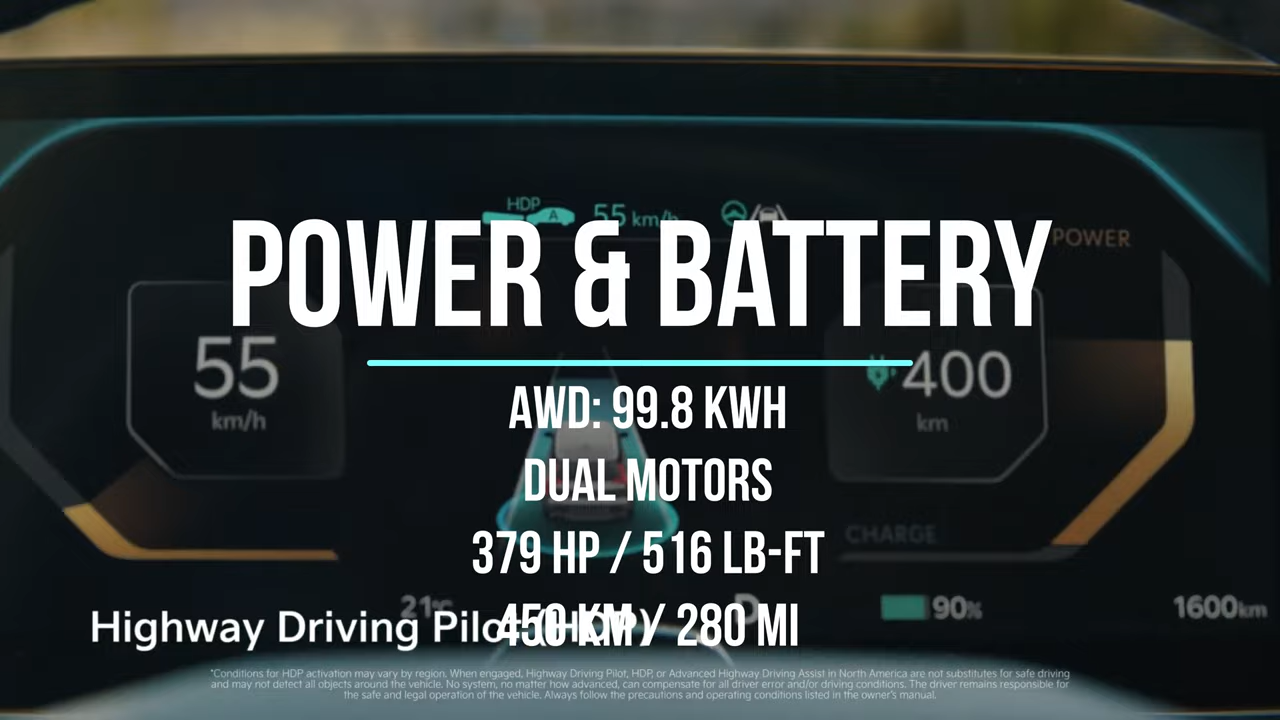 HDP
A
55 km/h
POWER & BATTERY
POWER
55
km/h
400
km
AWD: 99.8 KWH
DUAL MOTORS
379 HP / 516 LB-FT
CHARGE
450 KM / 280 MI
21°C
D
90%
1600km
Highway Driving Pilot (HDP)
*Conditions for HDP activation may vary by region. When engaged, Highway Driving Pilot, HDP, or Advanced Highway Driving Assist in North America are not substitutes for safe driving
and may not detect all objects around the vehicle. No system, no matter how advanced, can compensate for all driver error and/or driving conditions. The driver remains responsible for
the safe and legal operation of the vehicle. Always follow the precautions and operating conditions listed in the owner's manual.